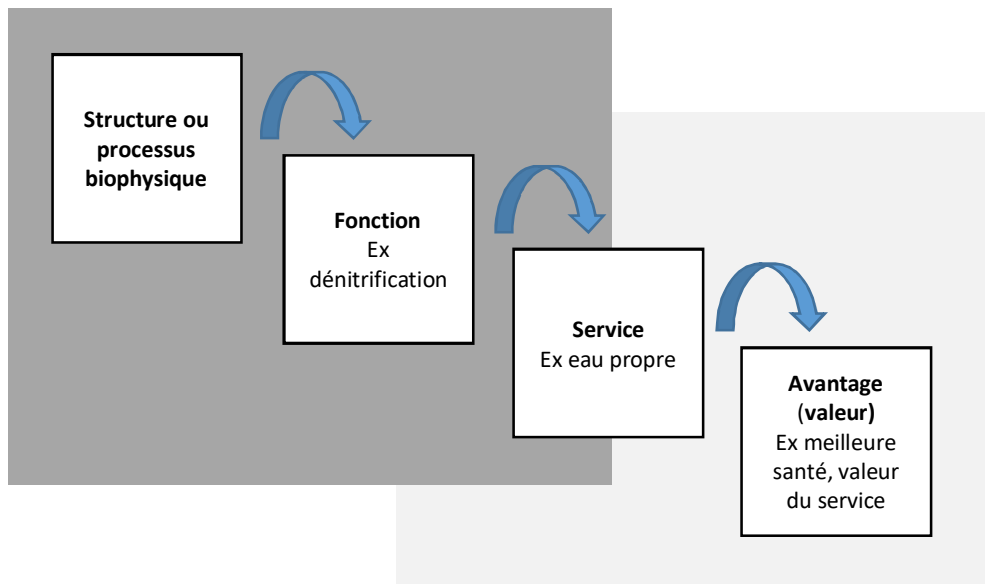 Structure ou
processus
biophysique
Fonction
Ex
dénitrification
Service
Ex eau propre
Avantage
(valeur)
Ex meilleure
santé, valeur
du service